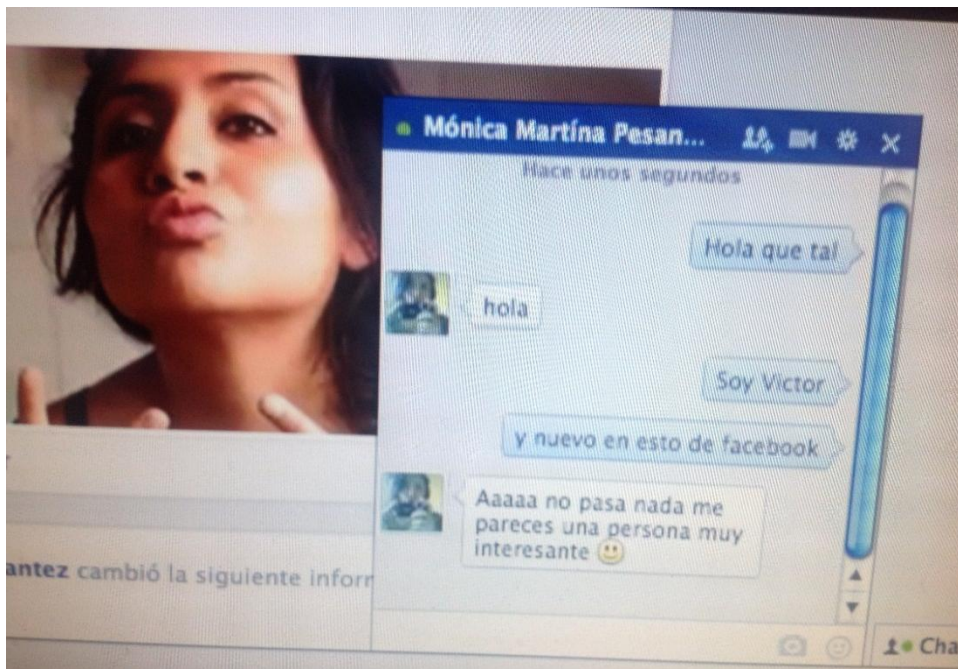 Mónica Martína Pesan...
Hace unos segundos
Hola que tal
hola
Soy Victor
y nuevo en esto de facebook
Aaaaa no pasa nada me
pareces una persona muy
interesante
antez cambió la siguiente inforr
Cha